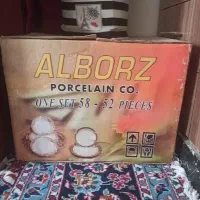 ALBORZ
PORCELAIN CO.
ONE SET 58 - 52 PIECES